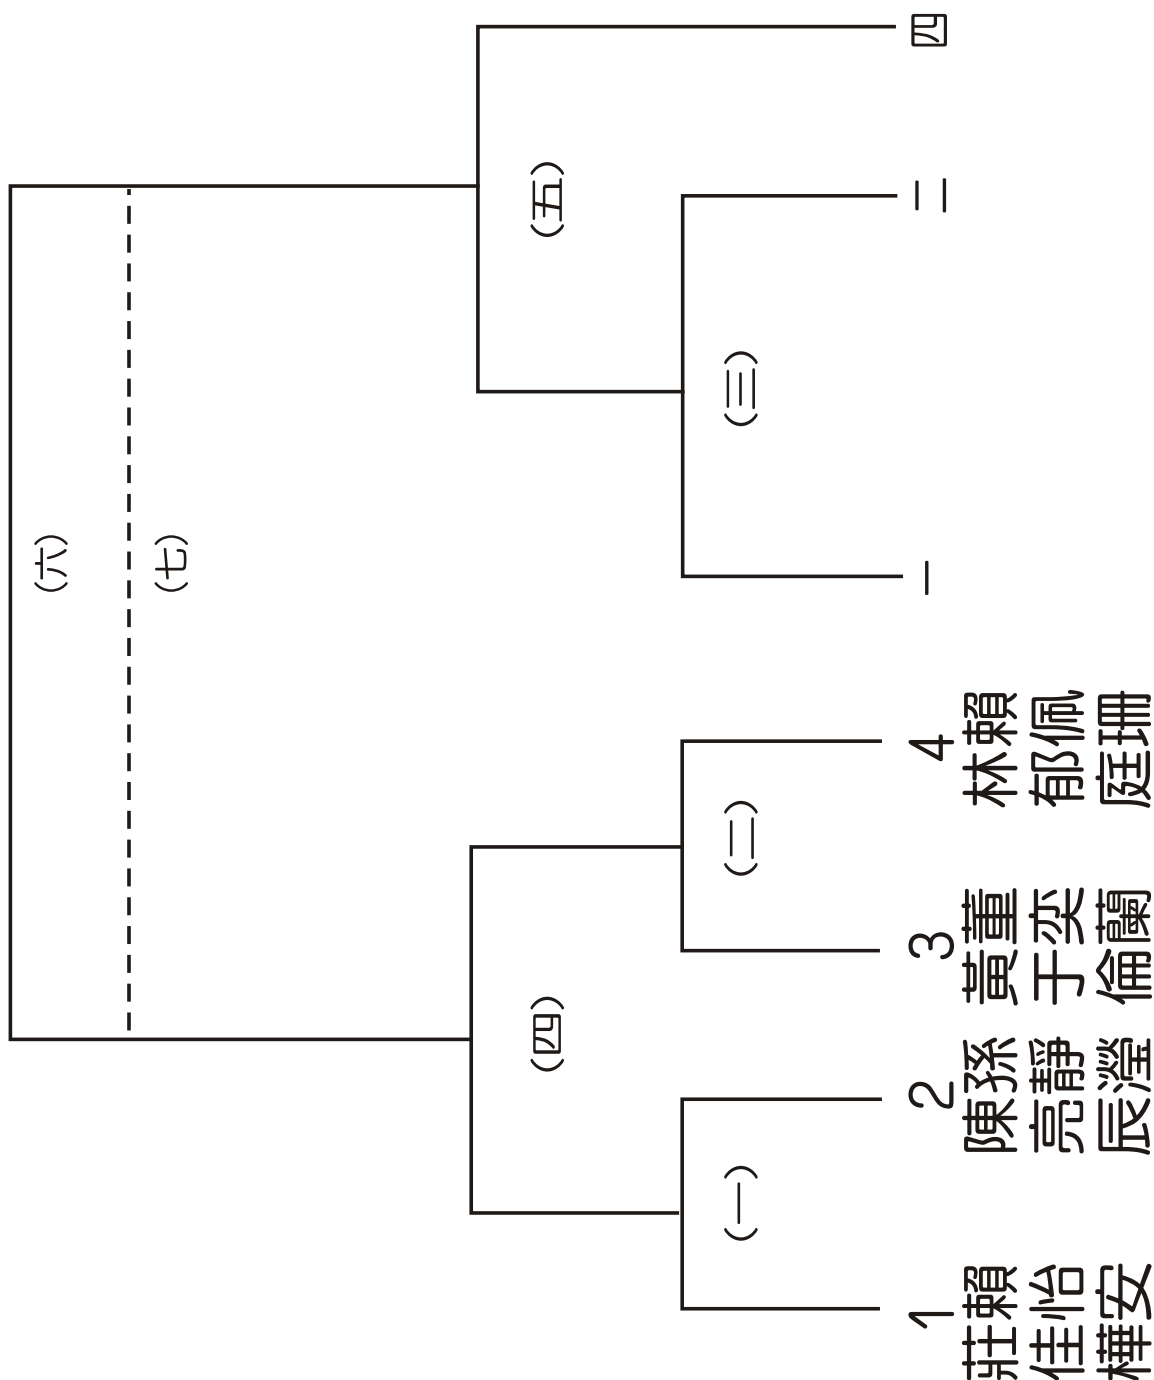 (六)
(七)
(四)
(五)
(一)
(二)
(三)
1
莊佳樺
賴怡安
2
陳亮辰
孫靜瀅
3
黃于倫
董奕蘭
4
林郁庭
賴佩珊
一
二
四